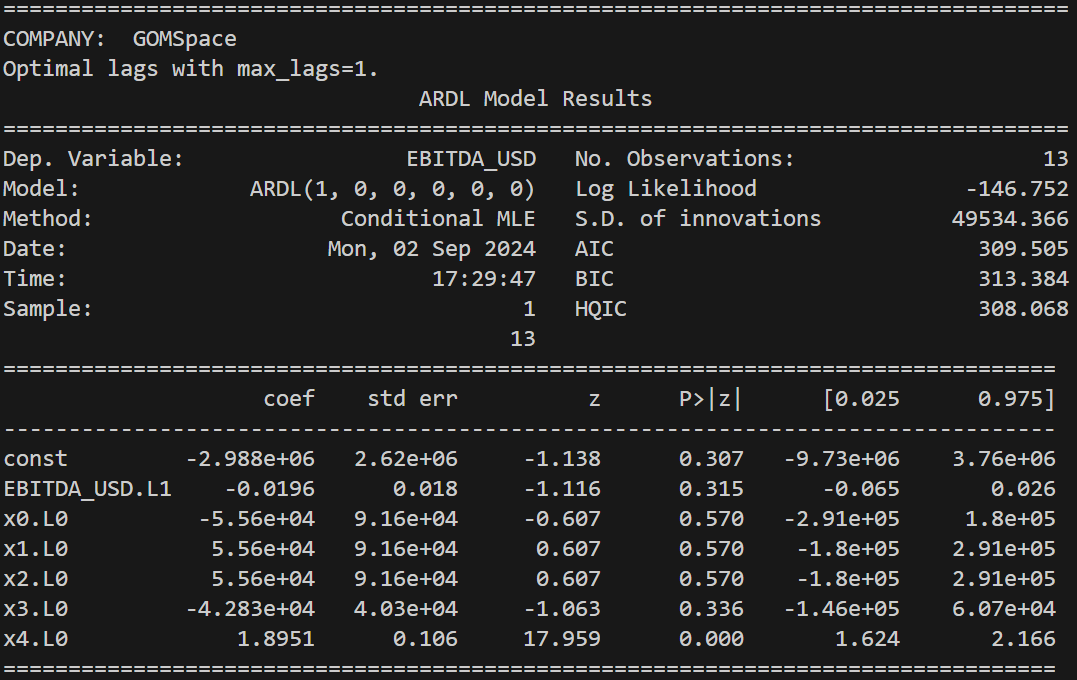 ==============================================================================
COMPANY:  GOMSpace
Optimal lags with max_lags=1.
                              ARDL Model Results
==============================================================================
Dep. Variable:             EBITDA_USD   No. Observations:                   13
Model:            ARDL(1, 0, 0, 0, 0, 0)   Log Likelihood                -146.752
Method:               Conditional MLE   S.D. of innovations          49534.366
Date:                Mon, 02 Sep 2024   AIC                            309.505
Time:                        17:29:47   BIC                            313.384
Sample:                             1   HQIC                           308.068
                                   13
==============================================================================
                 coef    std err          z      P>|z|      [0.025      0.975]
------------------------------------------------------------------------------
const      -2.988e+06   2.62e+06     -1.138      0.307   -9.73e+06    3.76e+06
EBITDA_USD.L1    -0.0196      0.018     -1.116      0.315      -0.065       0.026
x0.L0       -5.56e+04   9.16e+04     -0.607      0.570   -2.91e+05     1.8e+05
x1.L0        5.56e+04   9.16e+04      0.607      0.570    -1.8e+05    2.91e+05
x2.L0        5.56e+04   9.16e+04      0.607      0.570    -1.8e+05    2.91e+05
x3.L0      -4.283e+04   4.03e+04     -1.063      0.336   -1.46e+05    6.07e+04
x4.L0          1.8951      0.106     17.959      0.000       1.624       2.166
==============================================================================